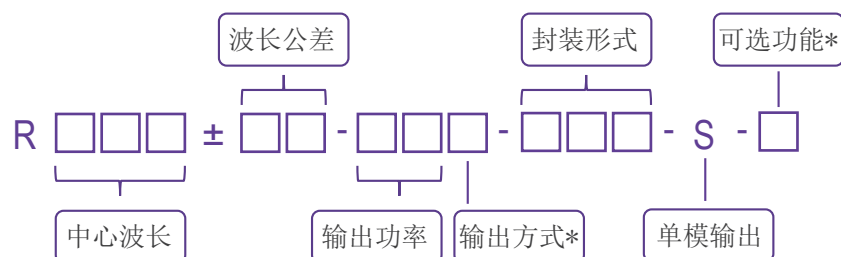 波长公差 封装形式 可选功能*
R □□□ ± □□ - □□□ - □□□ - S - □
中心波长 输出功率 输出方式* 单模输出